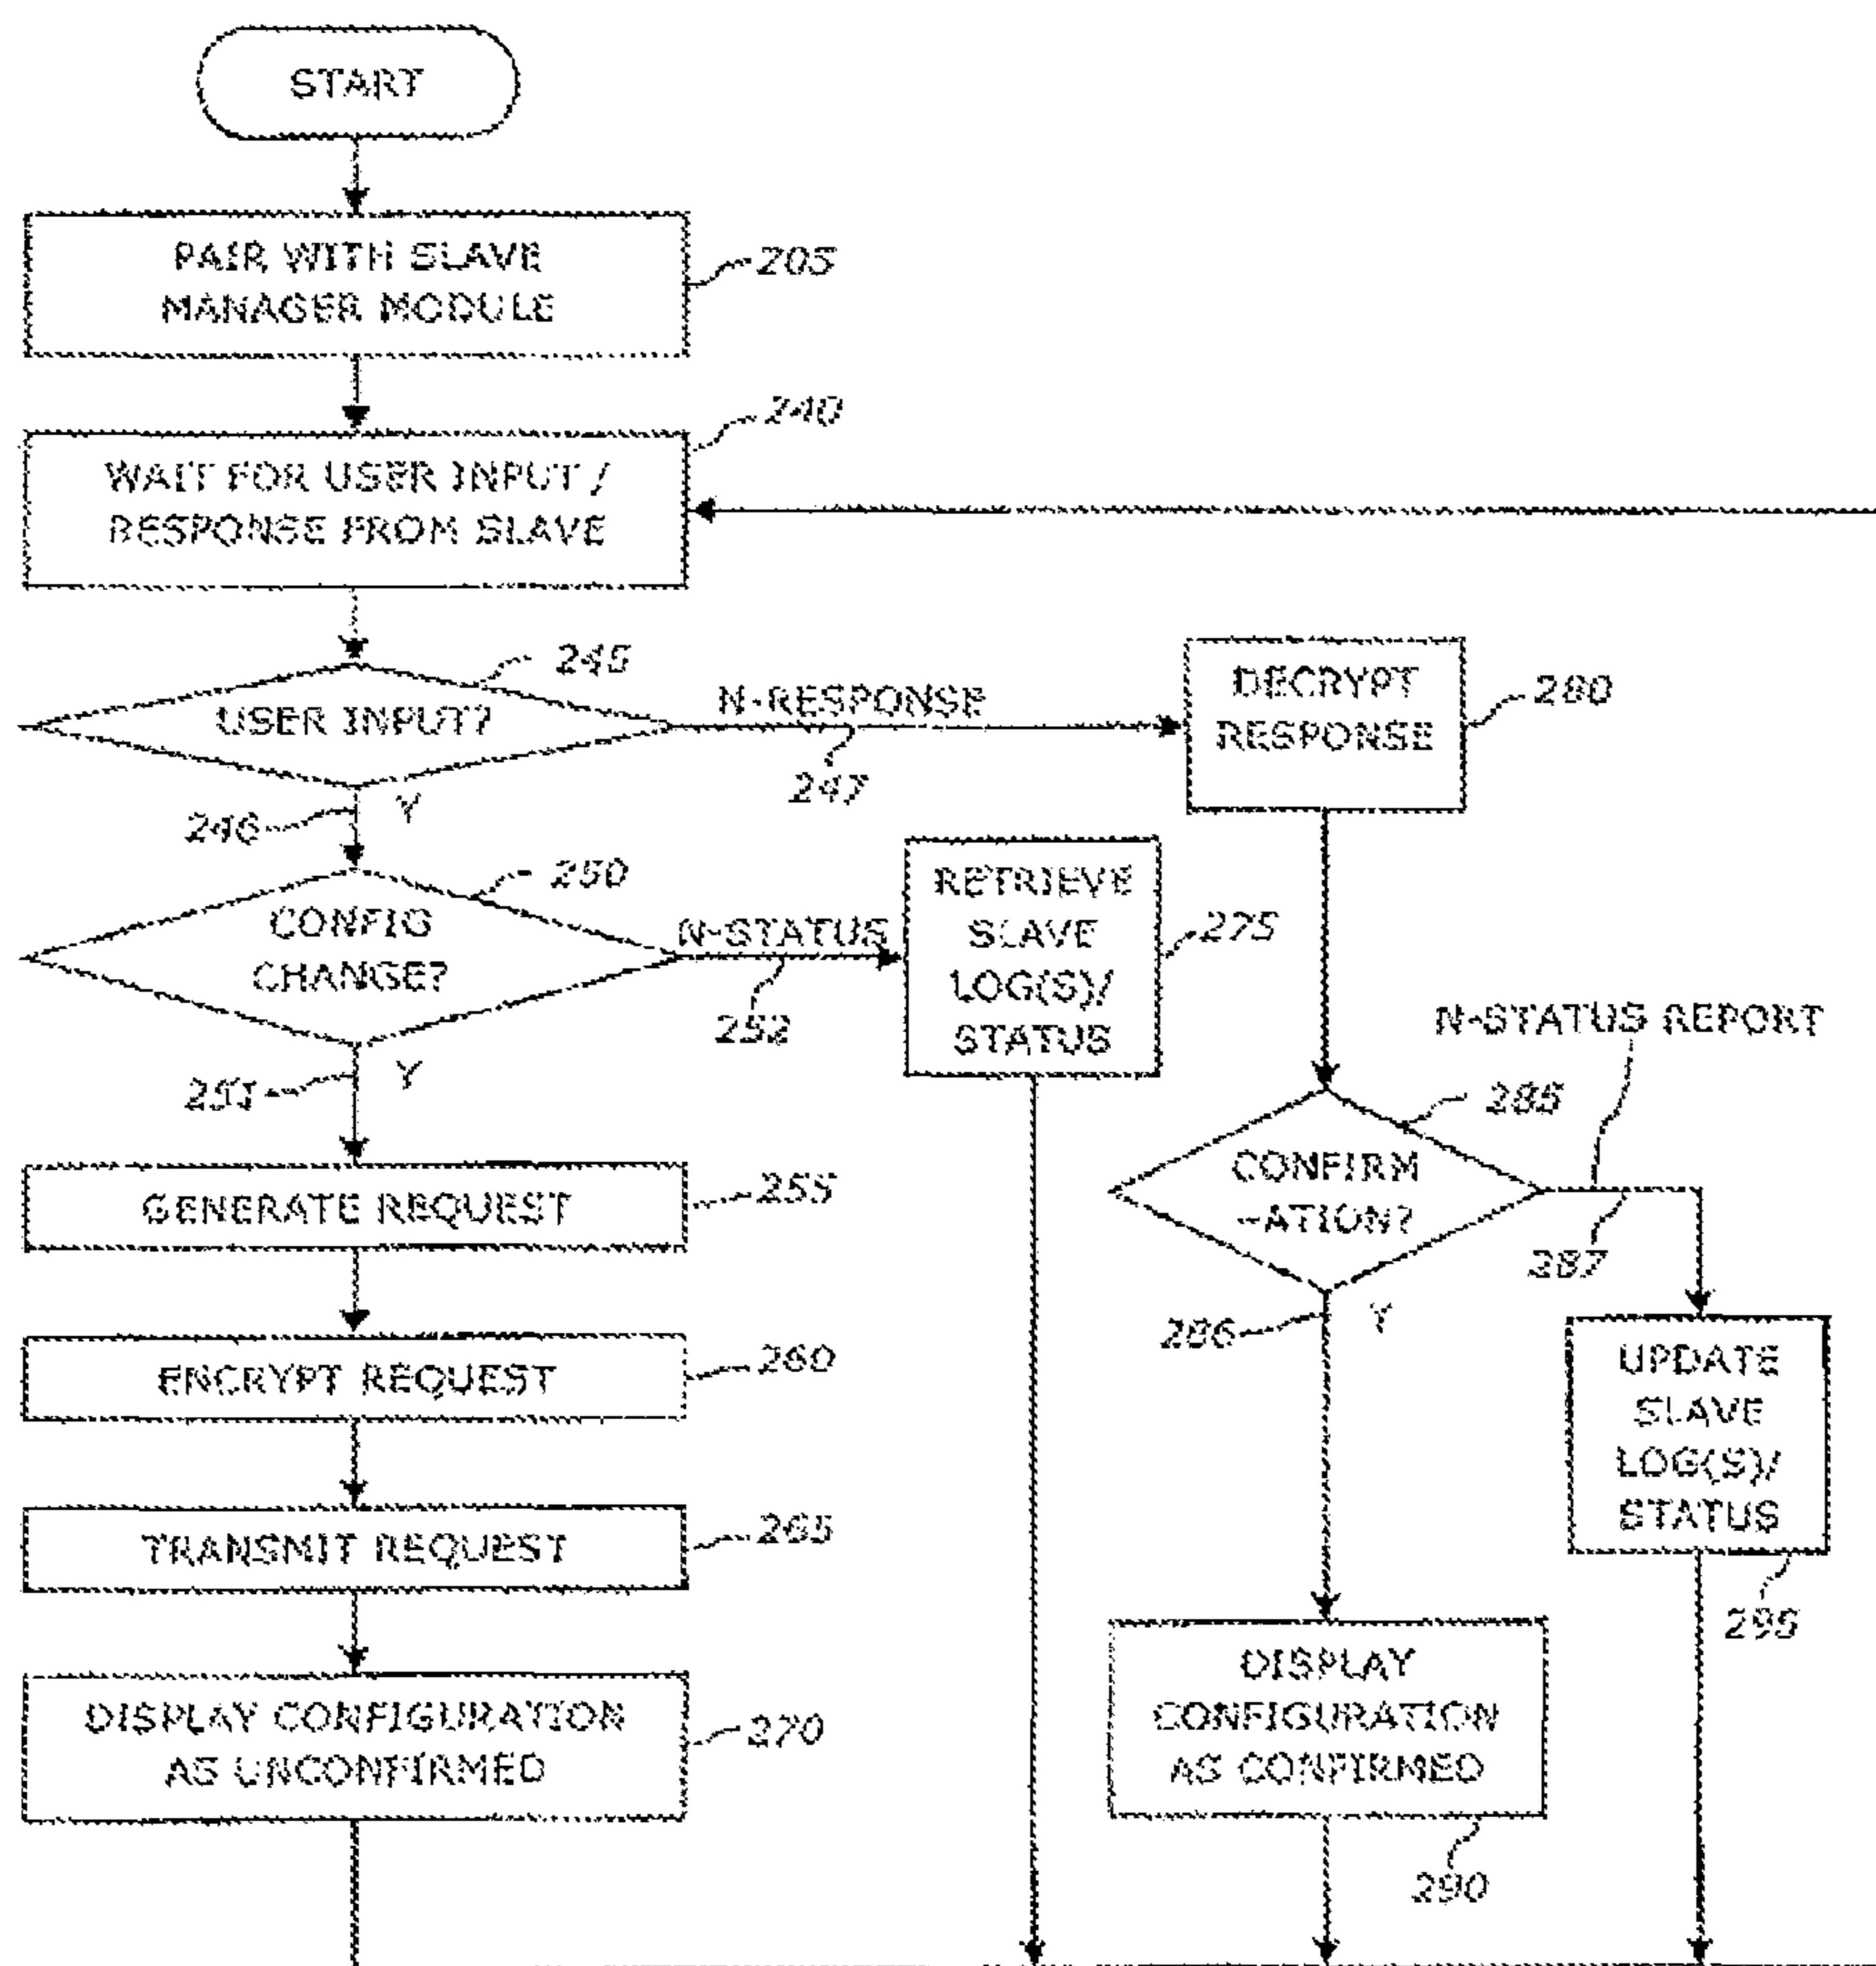 START
PAIR WITH SLAVE
MANAGER MODULE
205
240
WAIT FOR USER INPUT /
RESPONSE FROM SLAVE
245
USER INPUT?
N-RESPONSE
247
DECRYPT
RESPONSE
280
246
Y
250
CONFIG
CHANGE?
N-STATUS
252
RETRIEVE
SLAVE
LOG(S)/
STATUS
275
N-STATUS REPORT
251
Y
285
CONFIRM
-ATION?
287
GENERATE REQUEST
255
286
Y
ENCRYPT REQUEST
260
UPDATE
SLAVE
LOG(S)/
STATUS
295
TRANSMIT REQUEST
265
DISPLAY CONFIGURATION
AS UNCONFIRMED
270
DISPLAY
CONFIGURATION
AS CONFIRMED
290